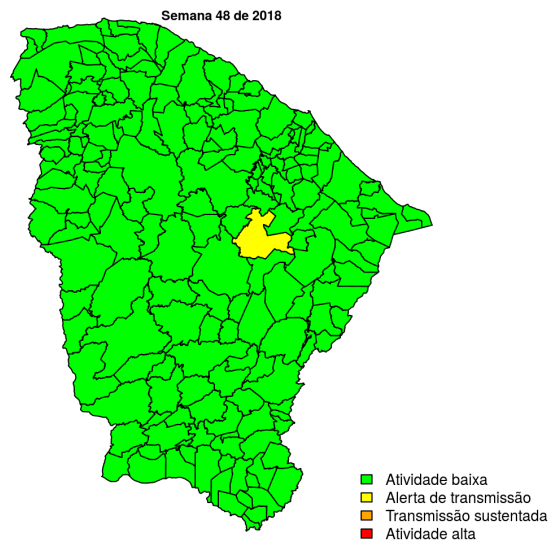 Semana 48 de 2018
Atividade baixa
Alerta de transmissão
Transmissão sustentada
Atividade alta